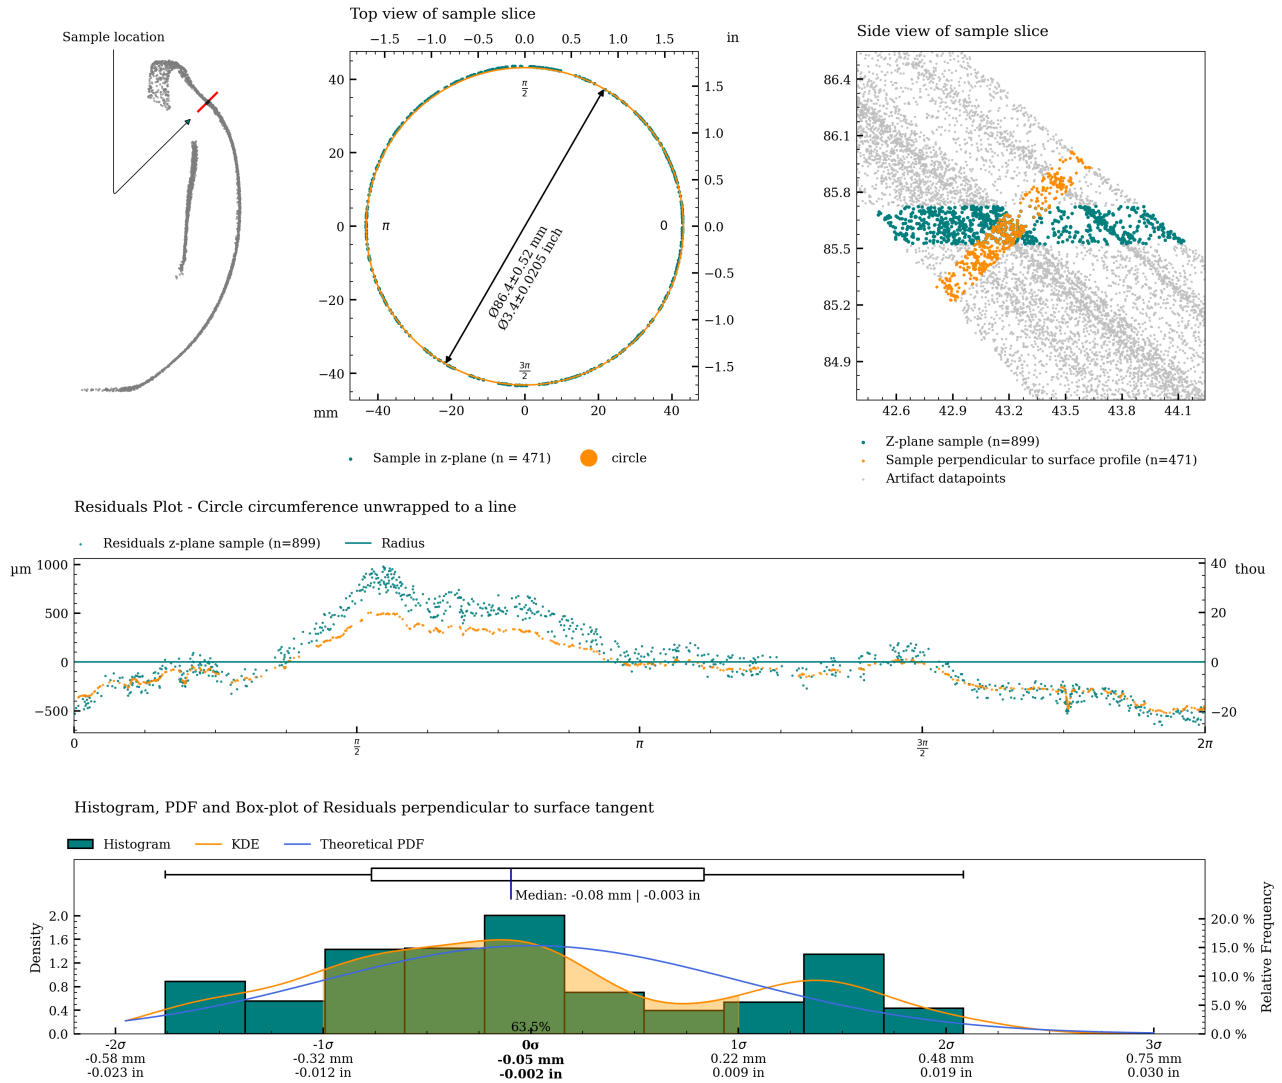 Sample location
Top view of sample slice
−1.5 −1.0 −0.5 0.0 0.5 1.0 1.5 in
40
20
0
−20
−40
1.5
1.0
0.5
0.0
−0.5
−1.0
−1.5
π/2
π
0
3π/2
Ø86.4±0.52 mm
Ø3.4±0.0205 inch
mm −40 −20 0 20 40
Sample in z-plane (n = 471) circle
Side view of sample slice
86.4
86.1
85.8
85.5
85.2
84.9
42.6 42.9 43.2 43.5 43.8 44.1
Z-plane sample (n=899)
Sample perpendicular to surface profile (n=471)
Artifact datapoints
Residuals Plot - Circle circumference unwrapped to a line
Residuals z-plane sample (n=899) Radius
µm 1000
500
0
−500
40 thou
20
0
−20
0 π/2 π 3π/2 2π
Histogram, PDF and Box-plot of Residuals perpendicular to surface tangent
Histogram KDE Theoretical PDF
Median: -0.08 mm | -0.003 in
Density
2.0
1.6
1.2
0.8
0.4
0.0
Relative Frequency
20.0 %
15.0 %
10.0 %
5.0 %
0.0 %
63.5%
-2σ -1σ 0σ 1σ 2σ 3σ
-0.58 mm -0.32 mm -0.05 mm 0.22 mm 0.48 mm 0.75 mm
-0.023 in -0.012 in -0.002 in 0.009 in 0.019 in 0.030 in